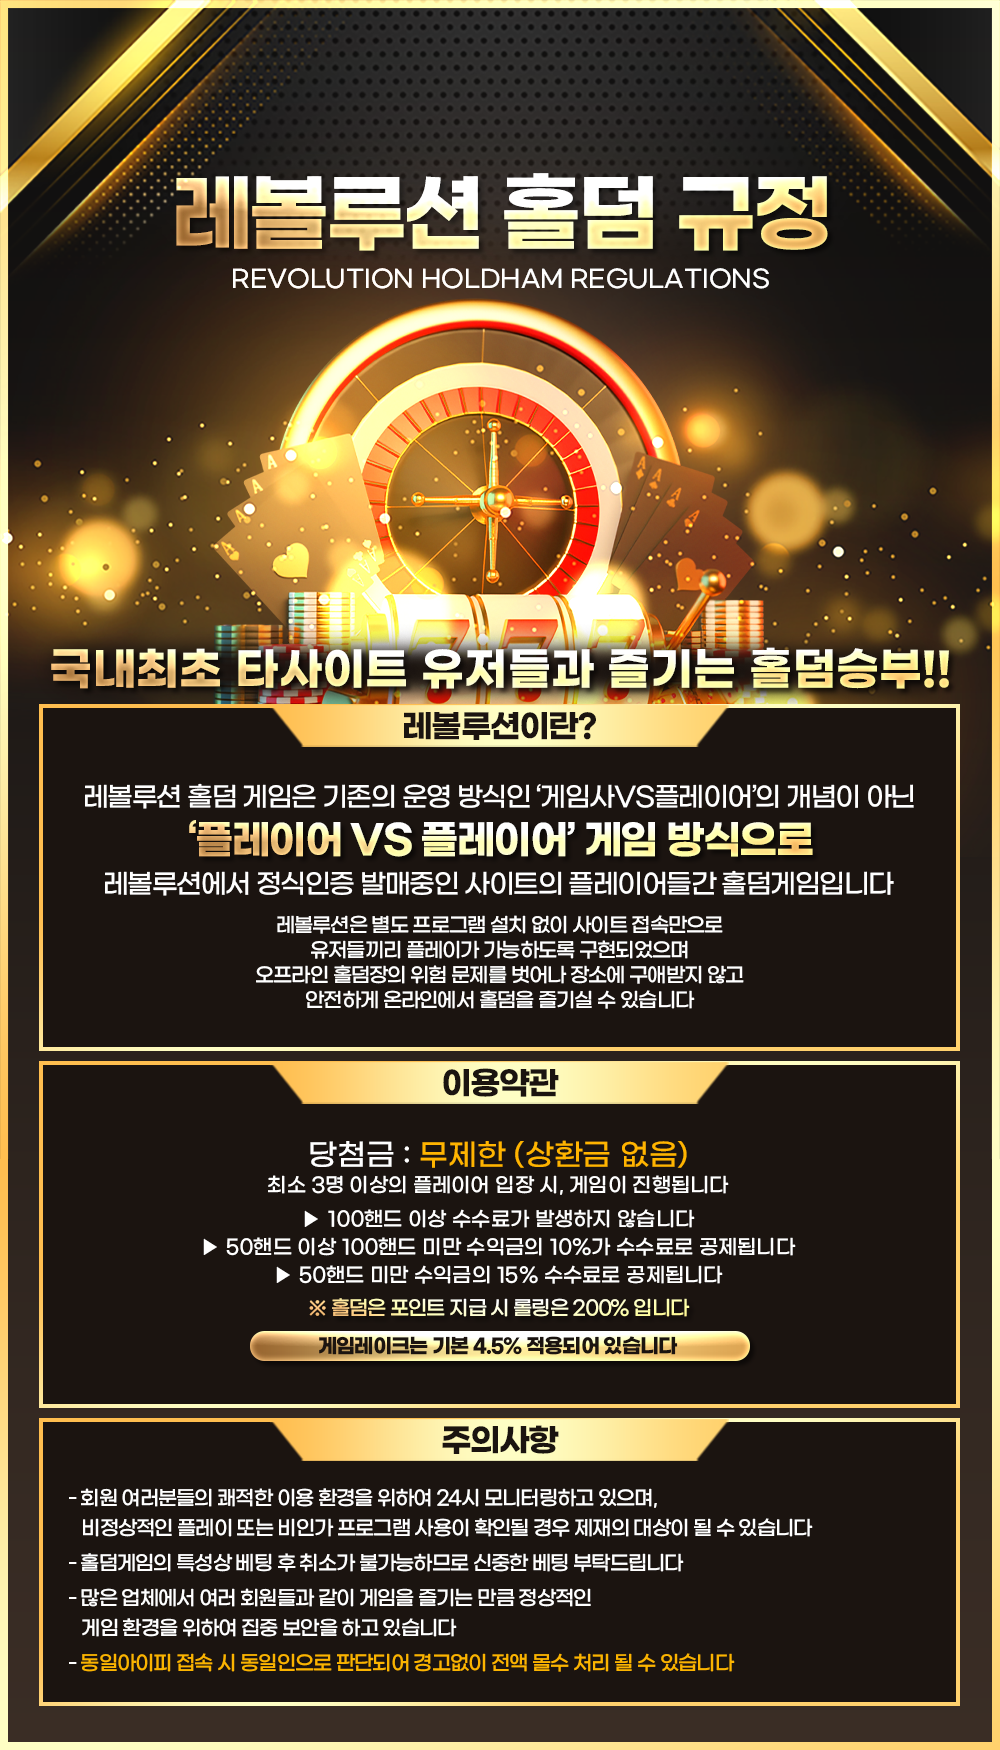 레볼루션 홀덤 규정
REVOLUTION HOLDHAM REGULATIONS
국내최초 타사이트 유저들과 즐기는 홀덤승부!!
레볼루션이란?
레볼루션 홀덤 게임은 기존의 운영 방식인 ‘게임사VS플레이어’의 개념이 아닌
‘플레이어 VS 플레이어’ 게임 방식으로
레볼루션에서 정식인증 발매중인 사이트의 플레이어들간 홀덤게임입니다
레볼루션은 별도 프로그램 설치 없이 사이트 접속만으로
유저들끼리 플레이가 가능하도록 구현되었으며
오프라인 홀덤장의 위험 문제를 벗어나 장소에 구애받지 않고
안전하게 온라인에서 홀덤을 즐기실 수 있습니다
이용약관
당첨금 : 무제한 (상환금 없음)
최소 3명 이상의 플레이어 입장 시, 게임이 진행됩니다
▶ 100핸드 이상 수수료가 발생하지 않습니다
▶ 50핸드 이상 100핸드 미만 수익금의 10%가 수수료로 공제됩니다
▶ 50핸드 미만 수익금의 15% 수수료로 공제됩니다
※ 홀덤은 포인트 지급 시 롤링은 200% 입니다
게임레이크는 기본 4.5% 적용되어 있습니다
주의사항
- 회원 여러분들의 쾌적한 이용 환경을 위하여 24시 모니터링하고 있으며,
비정상적인 플레이 또는 비인가 프로그램 사용이 확인될 경우 제재의 대상이 될 수 있습니다
- 홀덤게임의 특성상 베팅 후 취소가 불가능하므로 신중한 베팅 부탁드립니다
- 많은 업체에서 여러 회원들과 같이 게임을 즐기는 만큼 정상적인
게임 환경을 위하여 집중 보안을 하고 있습니다
- 동일아이피 접속 시 동일인으로 판단되어 경고없이 전액 몰수 처리 될 수 있습니다